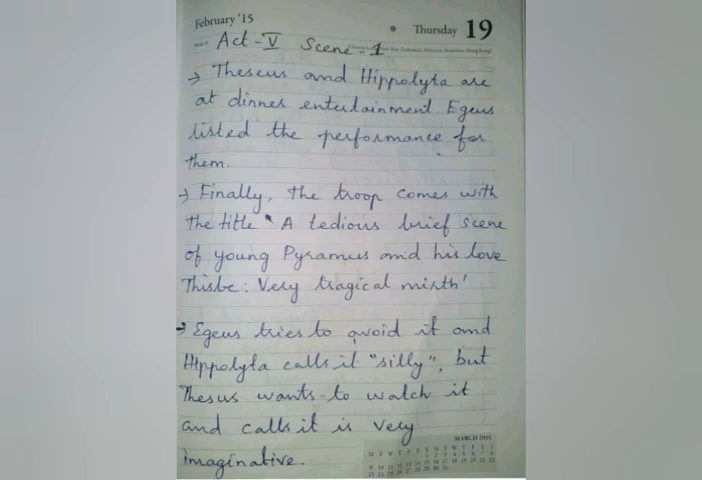 February '15
Thursday 19
Act - V Scene - 1
→ Theseus and Hippolyta are
at dinner entertainment. Egeus
listed the performance for
them.
→ Finally, the troop comes with
the title "A tedious brief scene
of young Pyramus and his love
Thisbe: Very tragical mirth'
→ Egeus tries to avoid it and
Hippolyta calls it "silly", but
Thesus wants to watch it
and calls it is very
imaginative.
MARCH 2015
M T W T F S S M T W T F S S